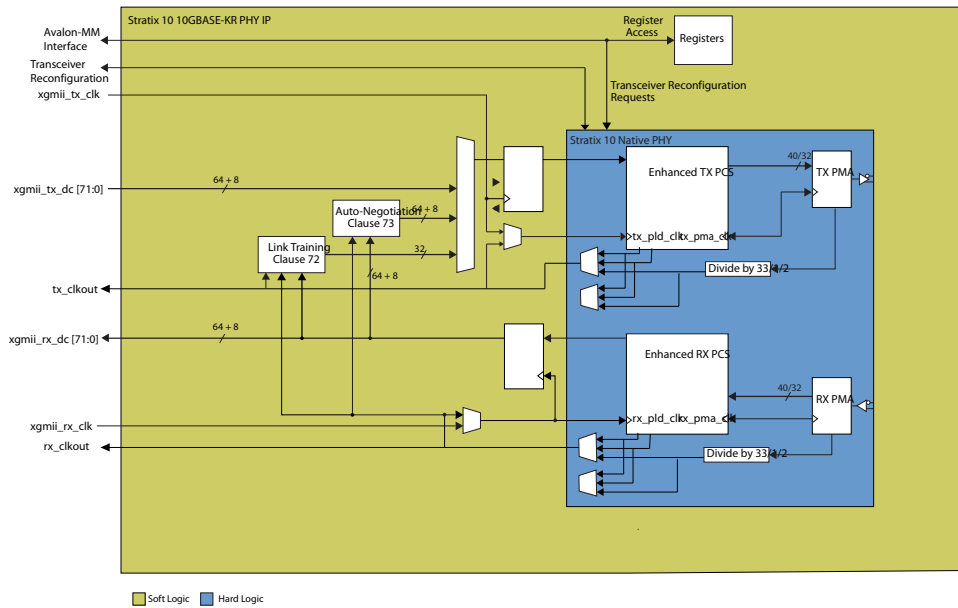 Stratix 10 10GBASE-KR PHY IP
Register
Access
Registers
Avalon-MM
Interface
Transceiver
Reconfiguration
xgmii_tx_clk
Transceiver Reconfiguration
Requests
Stratix 10 Native PHY
Enhanced TX PCS
40/32
TX PMA
xgmii_tx_dc [71:0]
64 + 8
Auto-Negotiation
Clause 73
64 + 8
Link Training
Clause 72
32
64 + 8
tx_pld_clk
tx_pma_clk
Divide by 33/1/2
tx_clkout
xgmii_rx_dc [71:0]
64 + 8
Enhanced RX PCS
40/32
RX PMA
xgmii_rx_clk
rx_pld_clk
rx_pma_clk
rx_clkout
Divide by 33/1/2
Soft Logic
Hard Logic